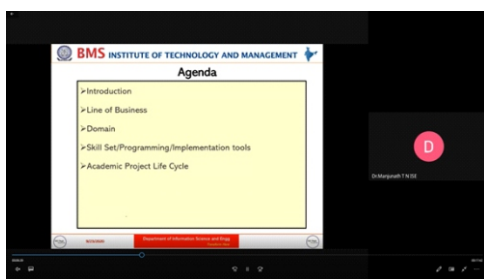 BMS INSTITUTE OF TECHNOLOGY AND MANAGEMENT
Agenda
➢Introduction
➢Line of Business
➢Domain
➢Skill Set/Programming/Implementation tools
➢Academic Project Life Cycle
Department of Information Science and Engg
D
Dr.Manjunath T N ISE